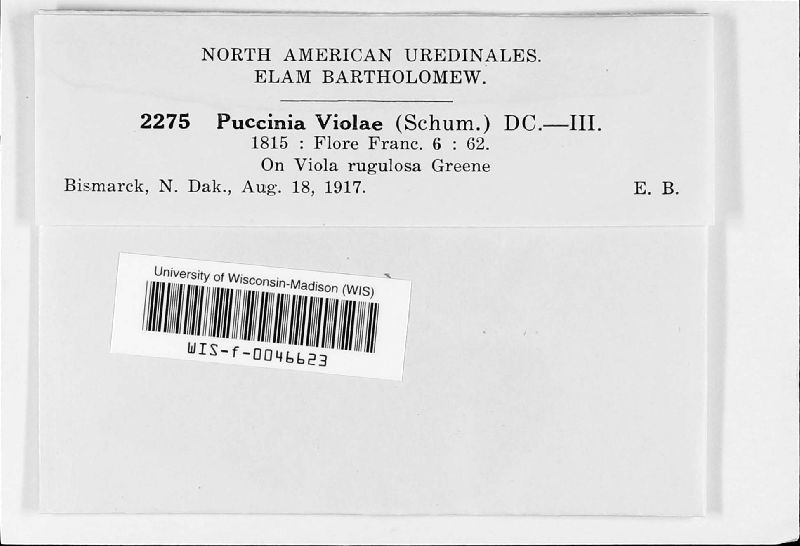 NORTH AMERICAN UREDINALES.
ELAM BARTHOLOMEW.
2275 Puccinia Violae (Schum.) DC.—III.
1815 : Flore Franc. 6 : 62.
On Viola rugulosa Greene
Bismarck, N. Dak., Aug. 18, 1917. E. B.
University of Wisconsin-Madison (WIS)
WIS-f-0046623